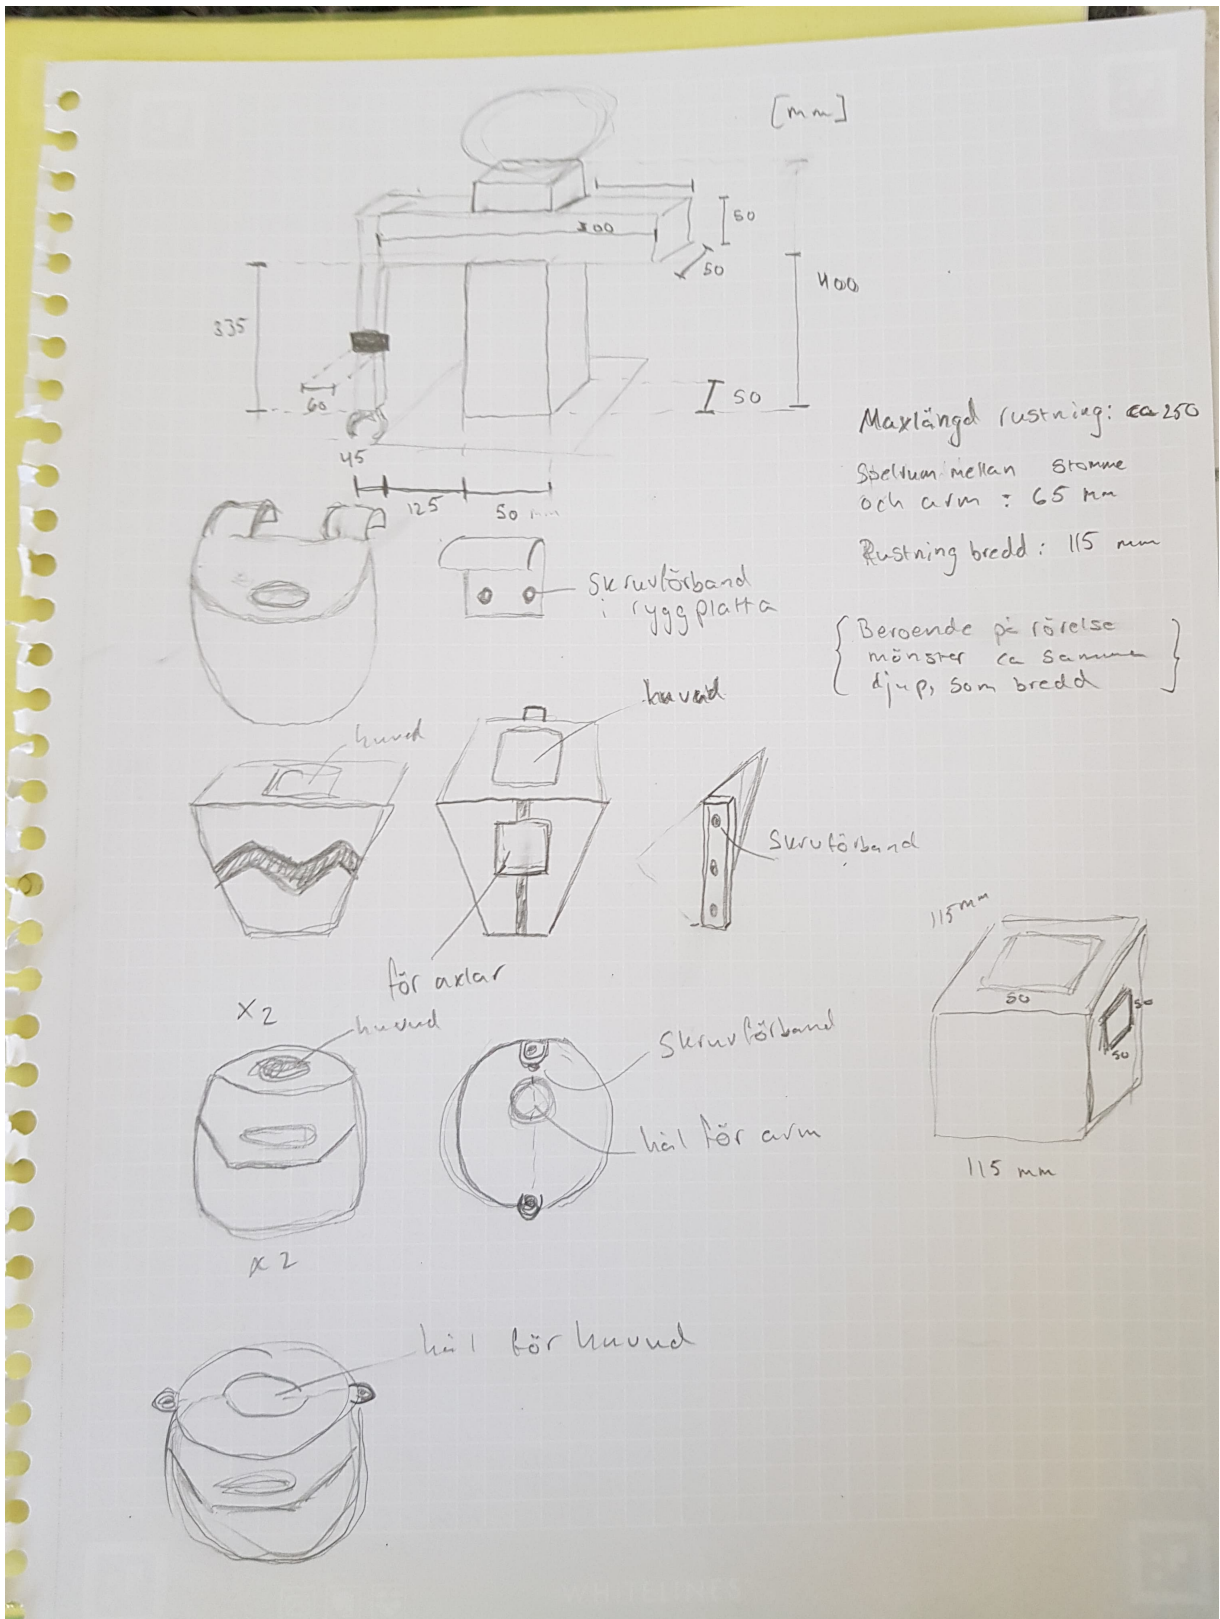 [mm]
50
300
50
400
335
60
50
45
125
50 mm
Maxlängd rustning: ca 250
Spelrum mellan stomme
och arm : 65 mm
Rustning bredd : 115 mm
Skruvförband
i ryggplatta
Beroende på rörelse
mönster ca samma
djup, som bredd
huvud
huvud
Skruvförband
för axlar
115 mm
50
50
50
115 mm
x2
huvud
Skruvförband
hål för arm
x2
hål för huvud